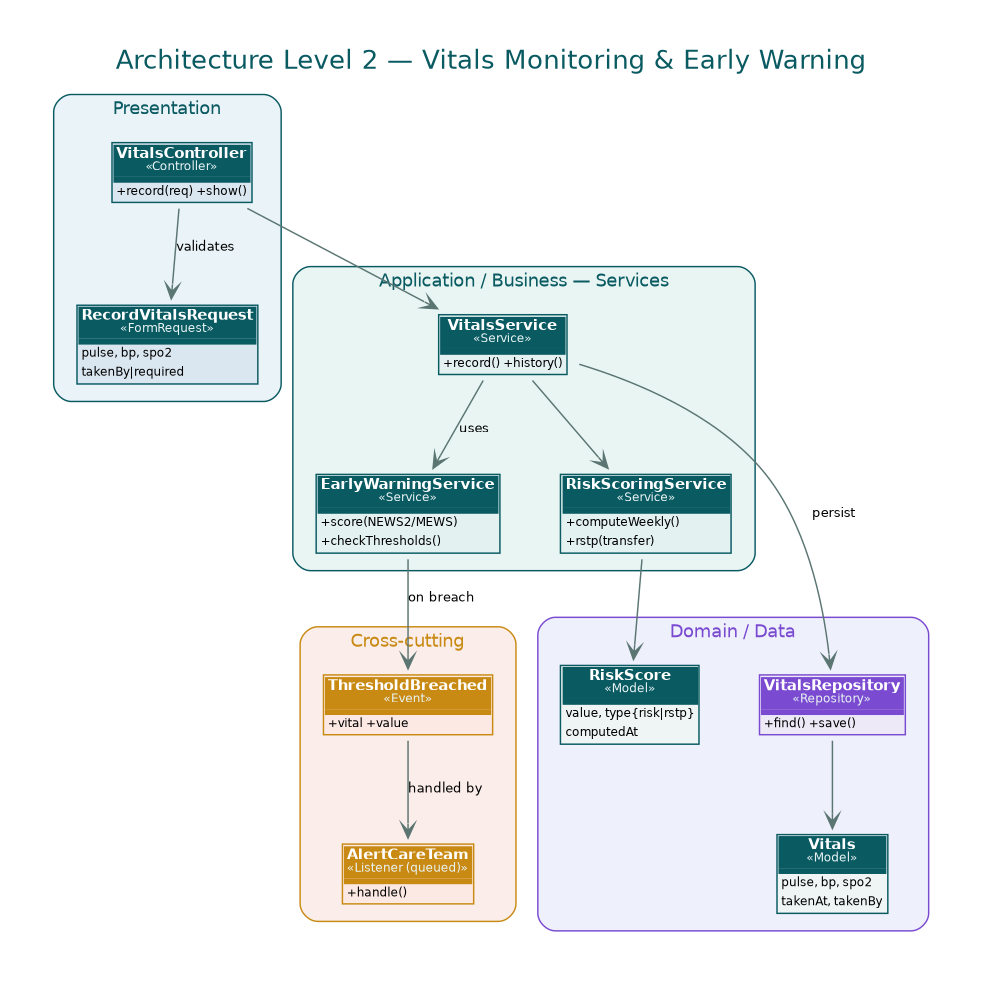 Architecture Level 2 — Vitals Monitoring & Early Warning
Presentation
VitalsController
«Controller»
+record(req) +show()
validates
RecordVitalsRequest
«FormRequest»
pulse, bp, spo2
takenBy|required
Application / Business — Services
VitalsService
«Service»
+record() +history()
uses
EarlyWarningService
«Service»
+score(NEWS2/MEWS)
+checkThresholds()
RiskScoringService
«Service»
+computeWeekly()
+rstp(transfer)
persist
on breach
Cross-cutting
ThresholdBreached
«Event»
+vital +value
handled by
AlertCareTeam
«Listener (queued)»
+handle()
Domain / Data
RiskScore
«Model»
value, type{risk|rstp}
computedAt
VitalsRepository
«Repository»
+find() +save()
Vitals
«Model»
pulse, bp, spo2
takenAt, takenBy